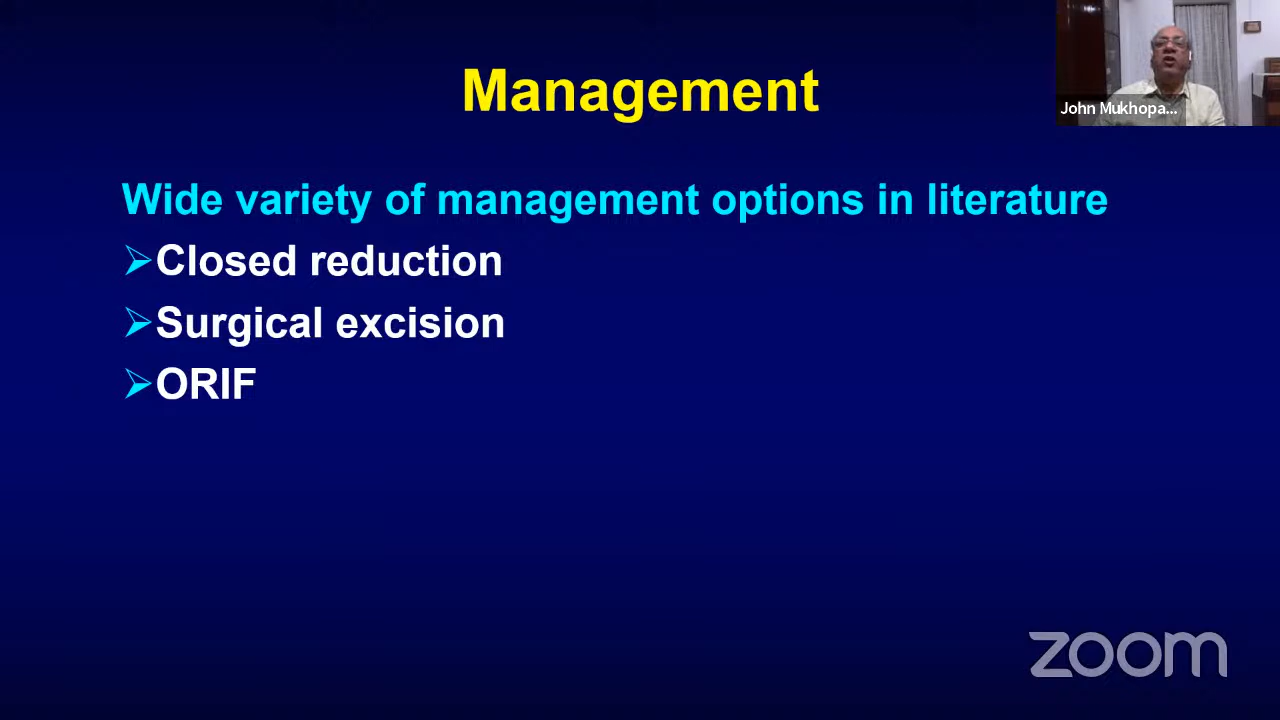 Management
John Mukhopa...
Wide variety of management options in literature
Closed reduction
Surgical excision
ORIF
zoom